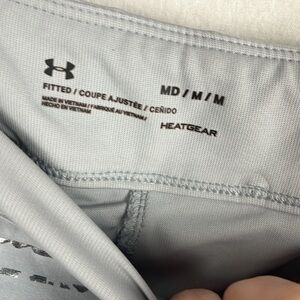 FITTED / COUPE AJUSTÉE / CEÑIDO
MADE IN VIETNAM / FABRIQUÉ AU VIETNAM /
HECHO EN VIETNAM
MD / M / M
HEATGEAR